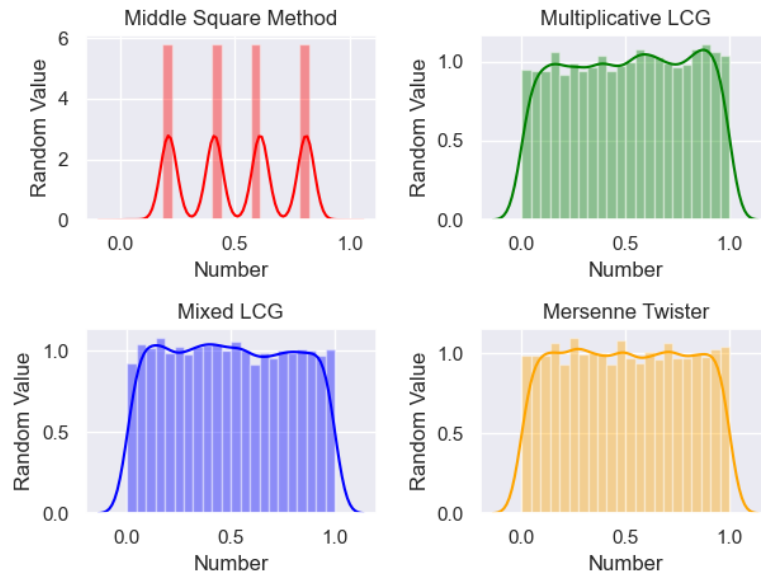 Middle Square Method
6
4
2
0
Random Value
0.0 0.5 1.0
Number
Multiplicative LCG
1.0
0.5
0.0
Random Value
0.0 0.5 1.0
Number
Mixed LCG
1.0
0.5
0.0
Random Value
0.0 0.5 1.0
Number
Mersenne Twister
1.0
0.5
0.0
Random Value
0.0 0.5 1.0
Number